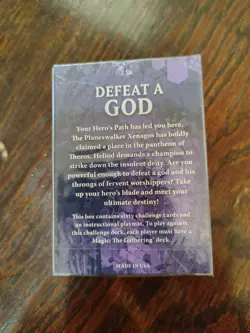 DEFEAT A
GOD
Your Hero's Path has led you here.
The Planeswalker Xenagos has boldly
claimed a place in the pantheon of
Theros. Heliod demands a champion to
strike down the insolent deity. Are you
powerful enough to defeat a god and his
throngs of fervent worshippers? Take
up your hero's blade and meet your
ultimate destiny!
This box contains sixty challenge cards and
an instructional playmat. To play against
this challenge deck, each player must have a
Magic: The Gathering deck.
MADE IN USA